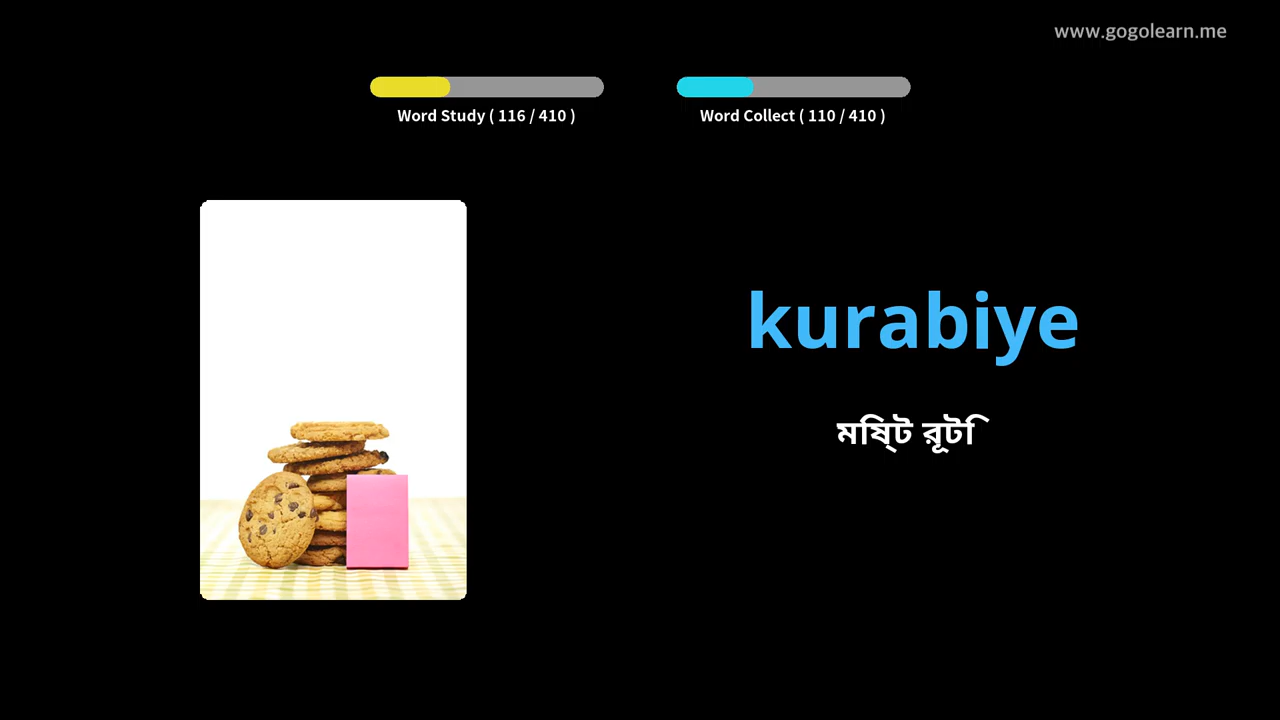 www.gogolearn.me
Word Study ( 116 / 410 )
Word Collect ( 110 / 410 )
kurabiye
মিষ্টি রূটি